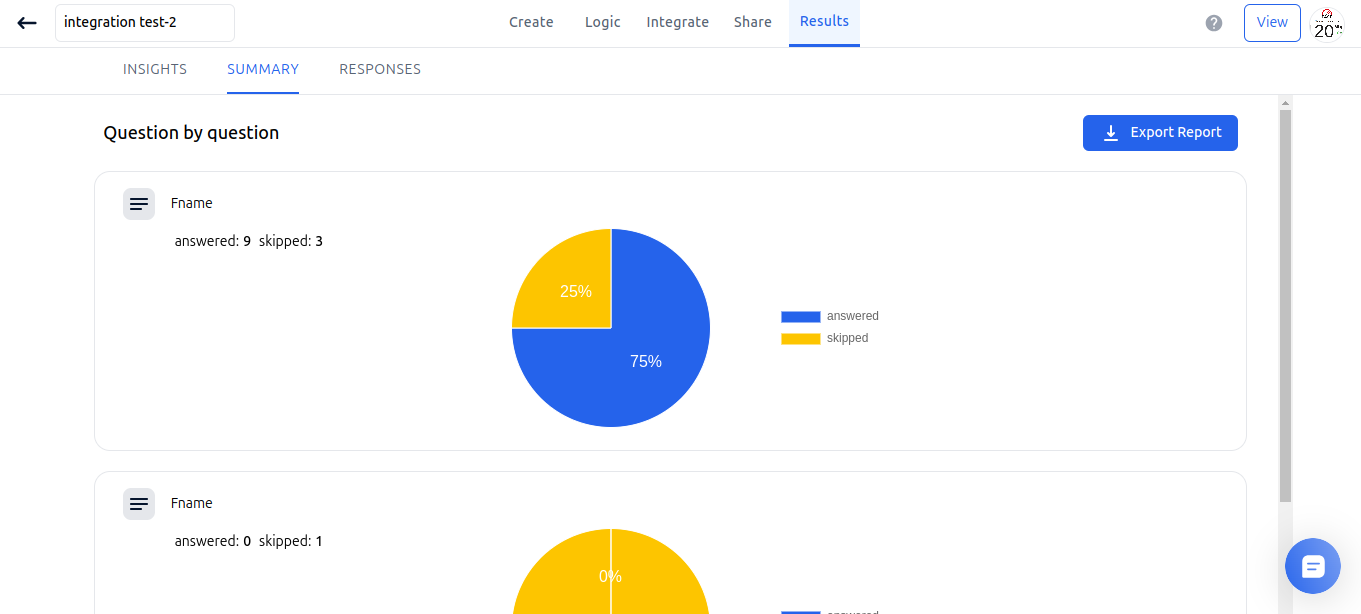 integration test-2
Create Logic Integrate Share Results
? View
20
INSIGHTS SUMMARY RESPONSES
Question by question
Export Report
Fname
answered: 9 skipped: 3
25%
75%
answered
skipped
Fname
answered: 0 skipped: 1
0%
answered